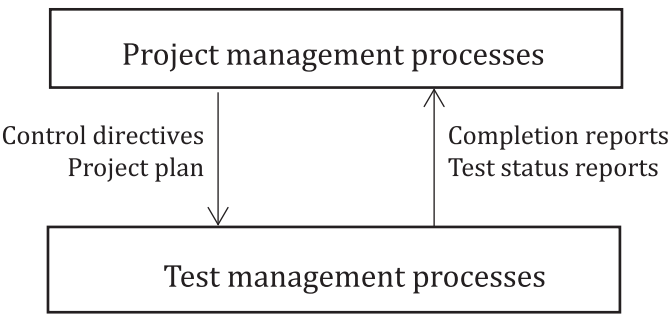 Project management processes
Control directives
Project plan
Completion reports
Test status reports
Test management processes